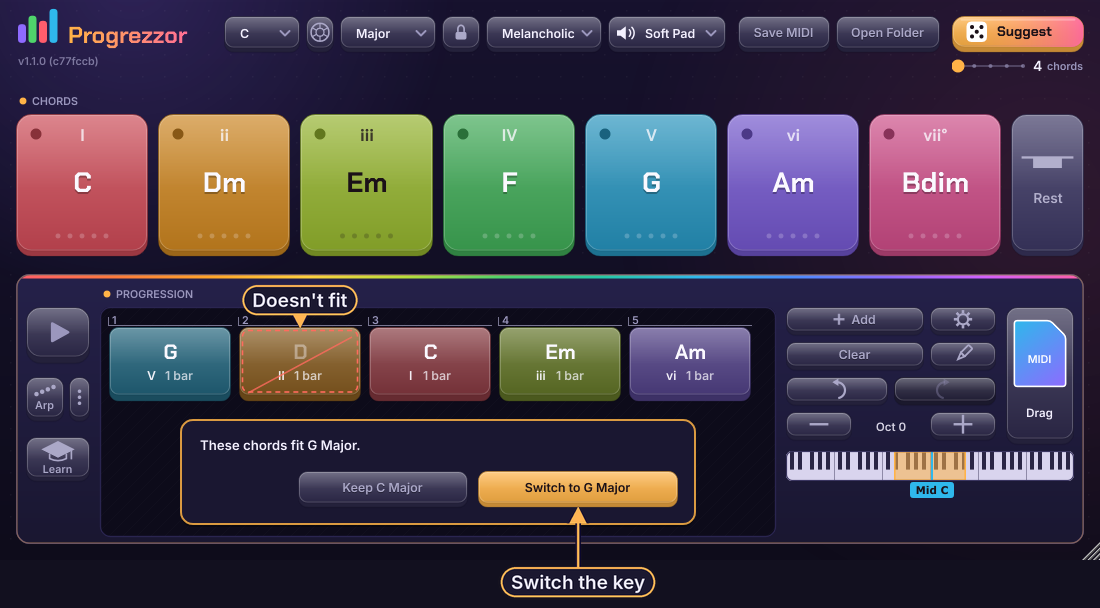 Progrezzor
v1.1.0 (c77fccb)
C
Major
Melancholic
Soft Pad
Save MIDI
Open Folder
Suggest
4 chords
CHORDS
I
C
ii
Dm
iii
Em
IV
F
V
G
vi
Am
vii°
Bdim
Rest
PROGRESSION
Doesn't fit
1
2
3
4
5
G
V 1 bar
D
II 1 bar
C
I 1 bar
Em
iii 1 bar
Am
vi 1 bar
Arp
Learn
These chords fit G Major.
Keep C Major
Switch to G Major
Switch the key
+ Add
Clear
Oct 0
Mid C
MIDI
Drag